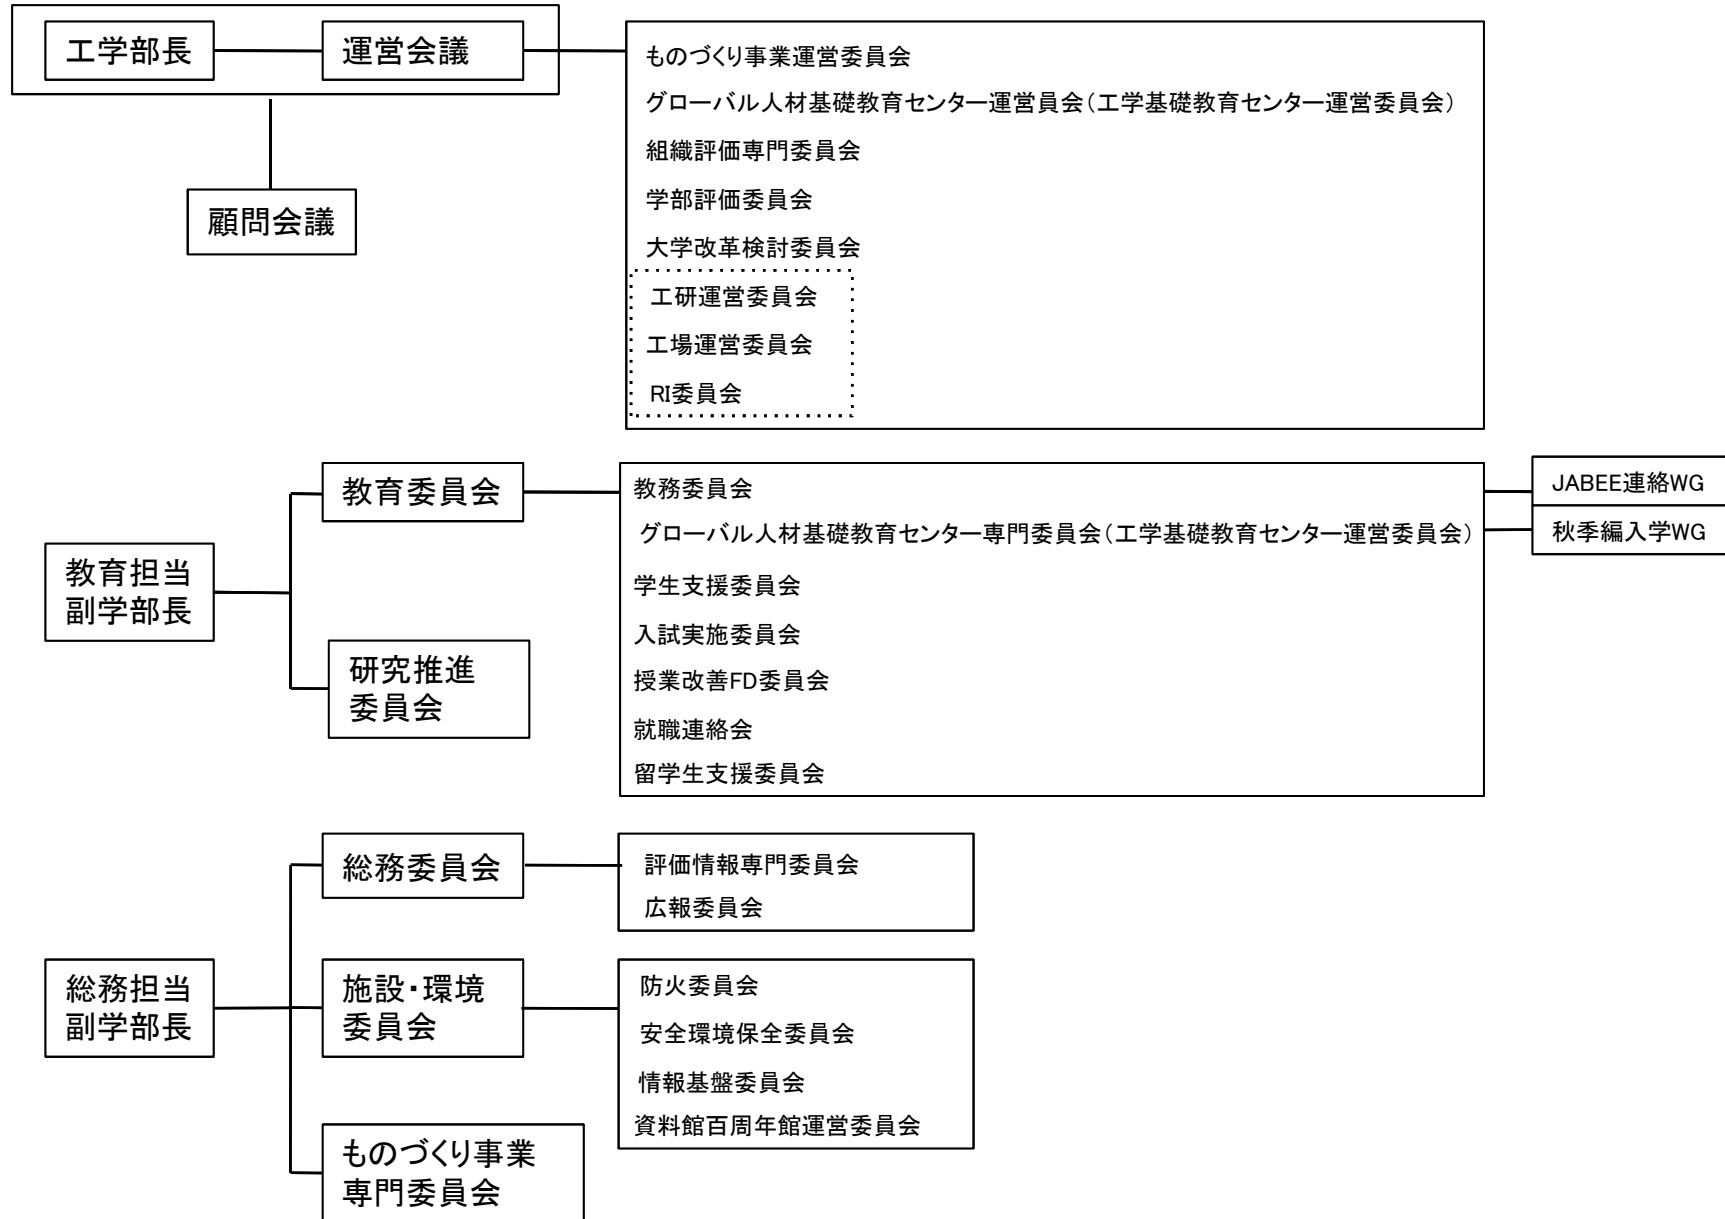 工学部長
運営会議
顧問会議
ものづくり事業運営委員会
グローバル人材基礎教育センター運営員会(工学基礎教育センター運営委員会)
組織評価専門委員会
学部評価委員会
大学改革検討委員会
工研運営委員会
工場運営委員会
RI委員会
教育担当
副学部長
教育委員会
研究推進
委員会
教務委員会
グローバル人材基礎教育センター専門委員会(工学基礎教育センター運営委員会)
学生支援委員会
入試実施委員会
授業改善FD委員会
就職連絡会
留学生支援委員会
JABEE連絡WG
秋季編入学WG
総務担当
副学部長
総務委員会
評価情報専門委員会
広報委員会
施設・環境
委員会
防火委員会
安全環境保全委員会
情報基盤委員会
資料館百周年館運営委員会
ものづくり事業
専門委員会